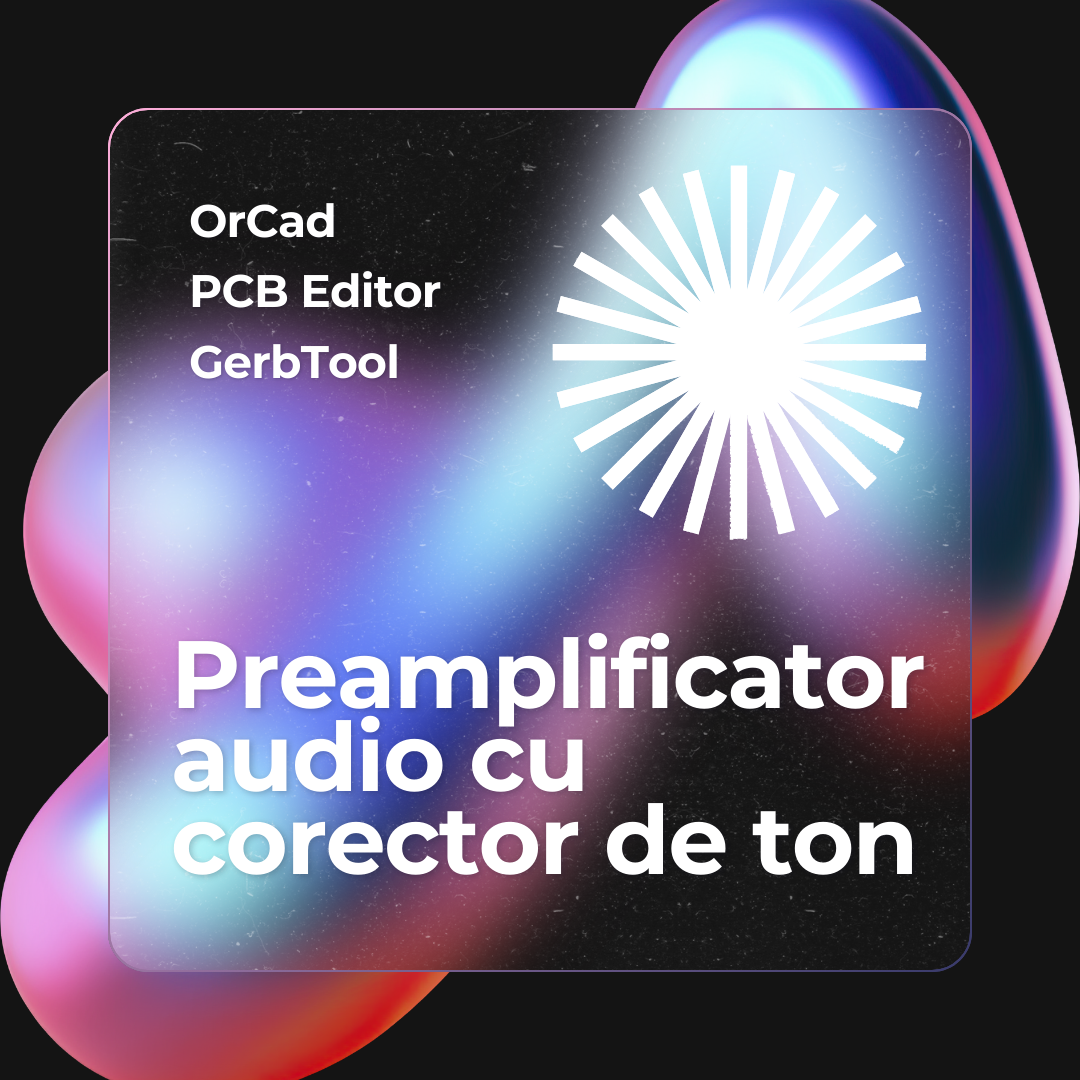 OrCad
PCB Editor
GerbTool
Preamplificator
audio cu
corector de ton